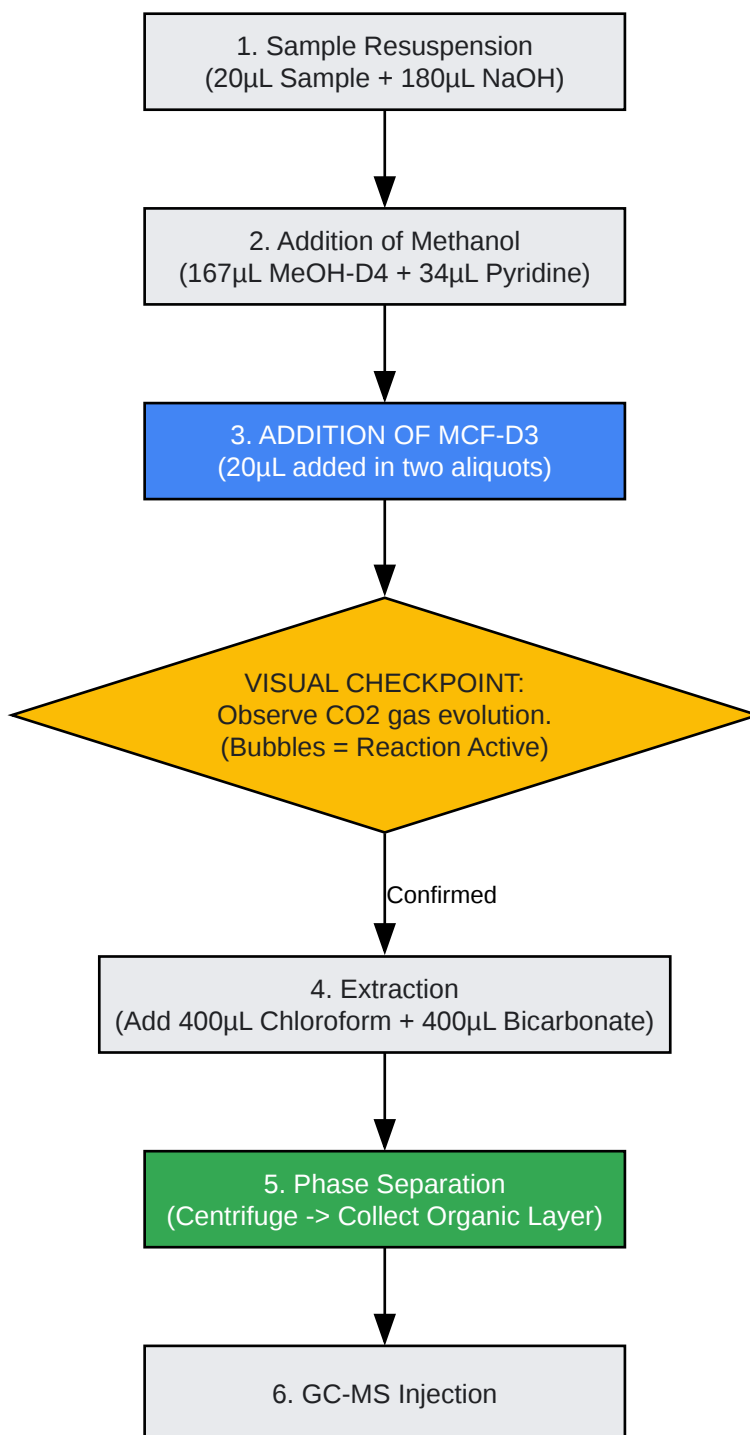 1. Sample Resuspension
(20µL Sample + 180µL NaOH)
2. Addition of Methanol
(167µL MeOH-D4 + 34µL Pyridine)
3. ADDITION OF MCF-D3
(20µL added in two aliquots)
VISUAL CHECKPOINT:
Observe CO2 gas evolution.
(Bubbles = Reaction Active)
Confirmed
4. Extraction
(Add 400µL Chloroform + 400µL Bicarbonate)
5. Phase Separation
(Centrifuge -> Collect Organic Layer)
6. GC-MS Injection